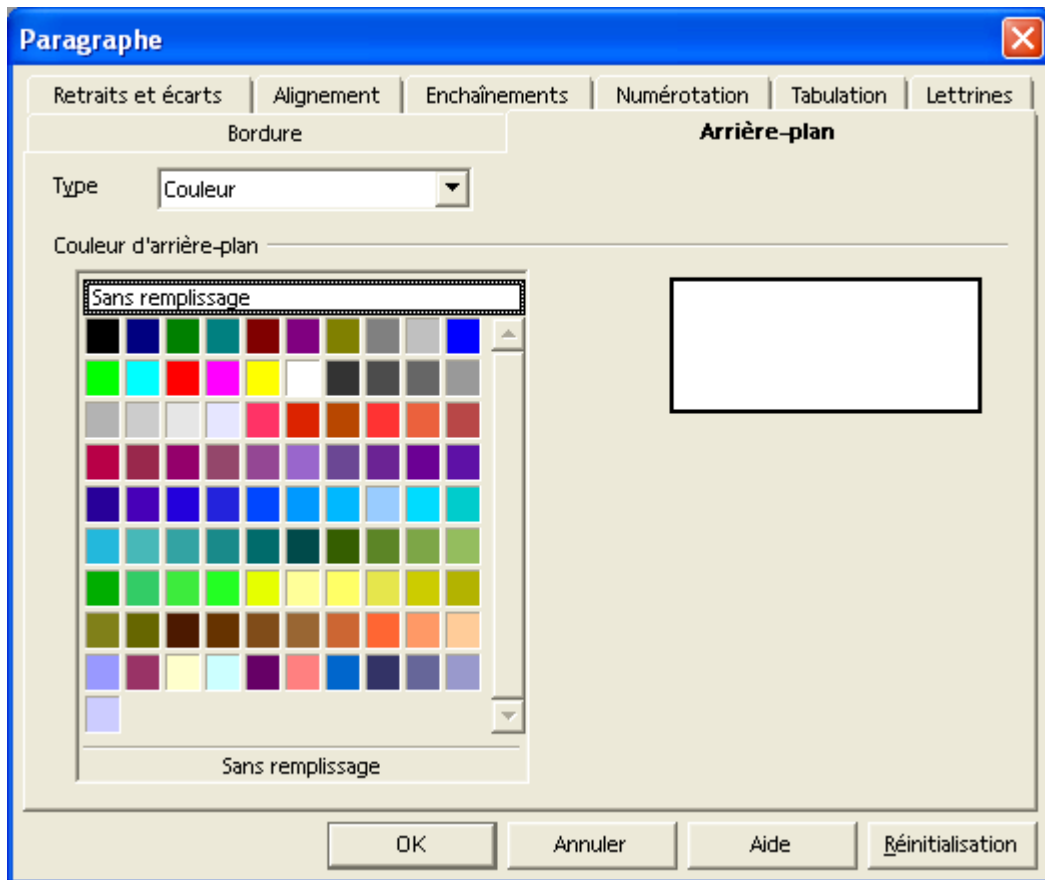 Paragraphe
Retraits et écarts Alignement Enchaînements Numérotation Tabulation Lettrines
Bordure Arrière-plan
Type Couleur
Couleur d'arrière-plan
Sans remplissage
Sans remplissage
OK Annuler Aide Réinitialisation